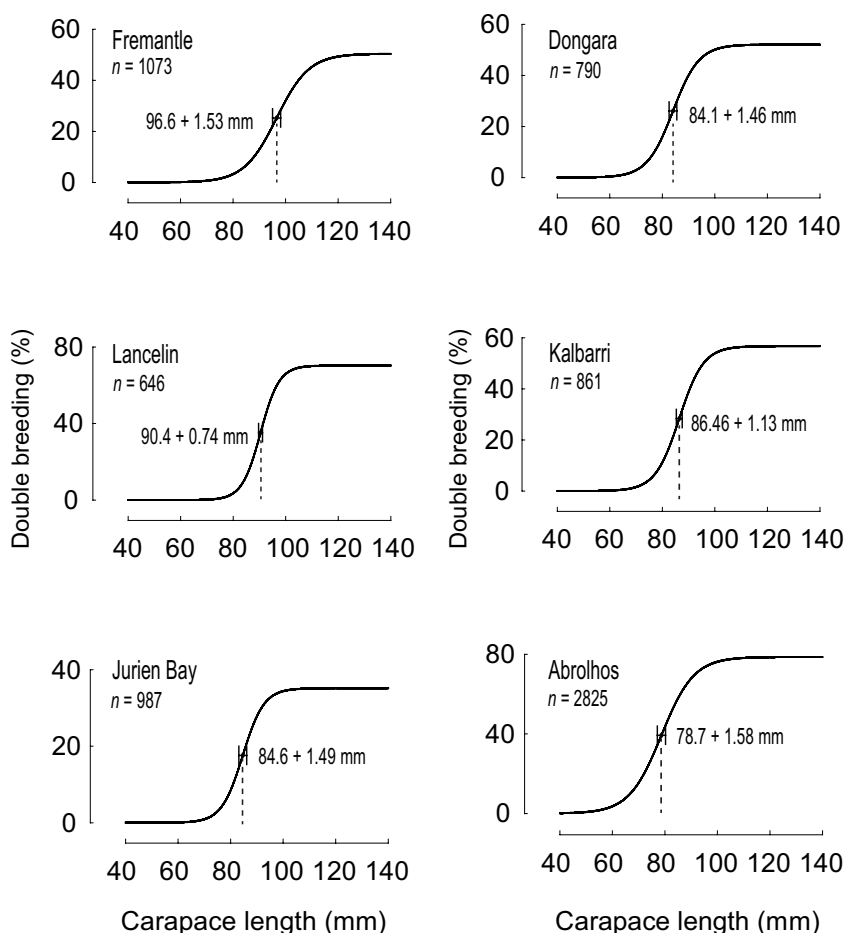 60
40
20
0
Fremantle
n = 1073
96.6 + 1.53 mm
40 60 80 100 120 140
60
40
20
0
Dongara
n = 790
84.1 + 1.46 mm
40 60 80 100 120 140
Double breeding (%)
80
40
0
Lancelin
n = 646
90.4 + 0.74 mm
40 60 80 100 120 140
Double breeding (%)
60
40
20
0
Kalbarri
n = 861
86.46 + 1.13 mm
40 60 80 100 120 140
40
20
0
Jurien Bay
n = 987
84.6 + 1.49 mm
40 60 80 100 120 140
Carapace length (mm)
80
40
0
Abrolhos
n = 2825
78.7 + 1.58 mm
40 60 80 100 120 140
Carapace length (mm)